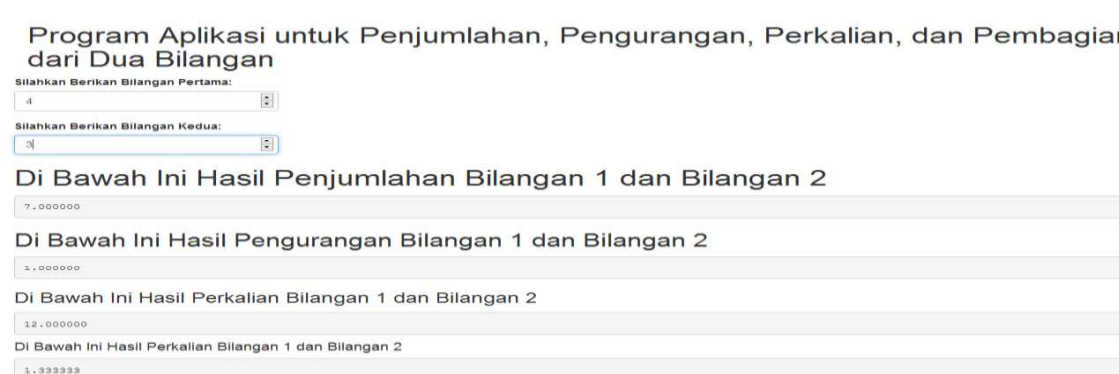 Program Aplikasi untuk Penjumlahan, Pengurangan, Perkalian, dan Pembagian
dari Dua Bilangan
Silahkan Berikan Bilangan Pertama:
4
Silahkan Berikan Bilangan Kedua:
3
Di Bawah Ini Hasil Penjumlahan Bilangan 1 dan Bilangan 2
7.000000
Di Bawah Ini Hasil Pengurangan Bilangan 1 dan Bilangan 2
1.000000
Di Bawah Ini Hasil Perkalian Bilangan 1 dan Bilangan 2
12.000000
Di Bawah Ini Hasil Perkalian Bilangan 1 dan Bilangan 2
1.333333